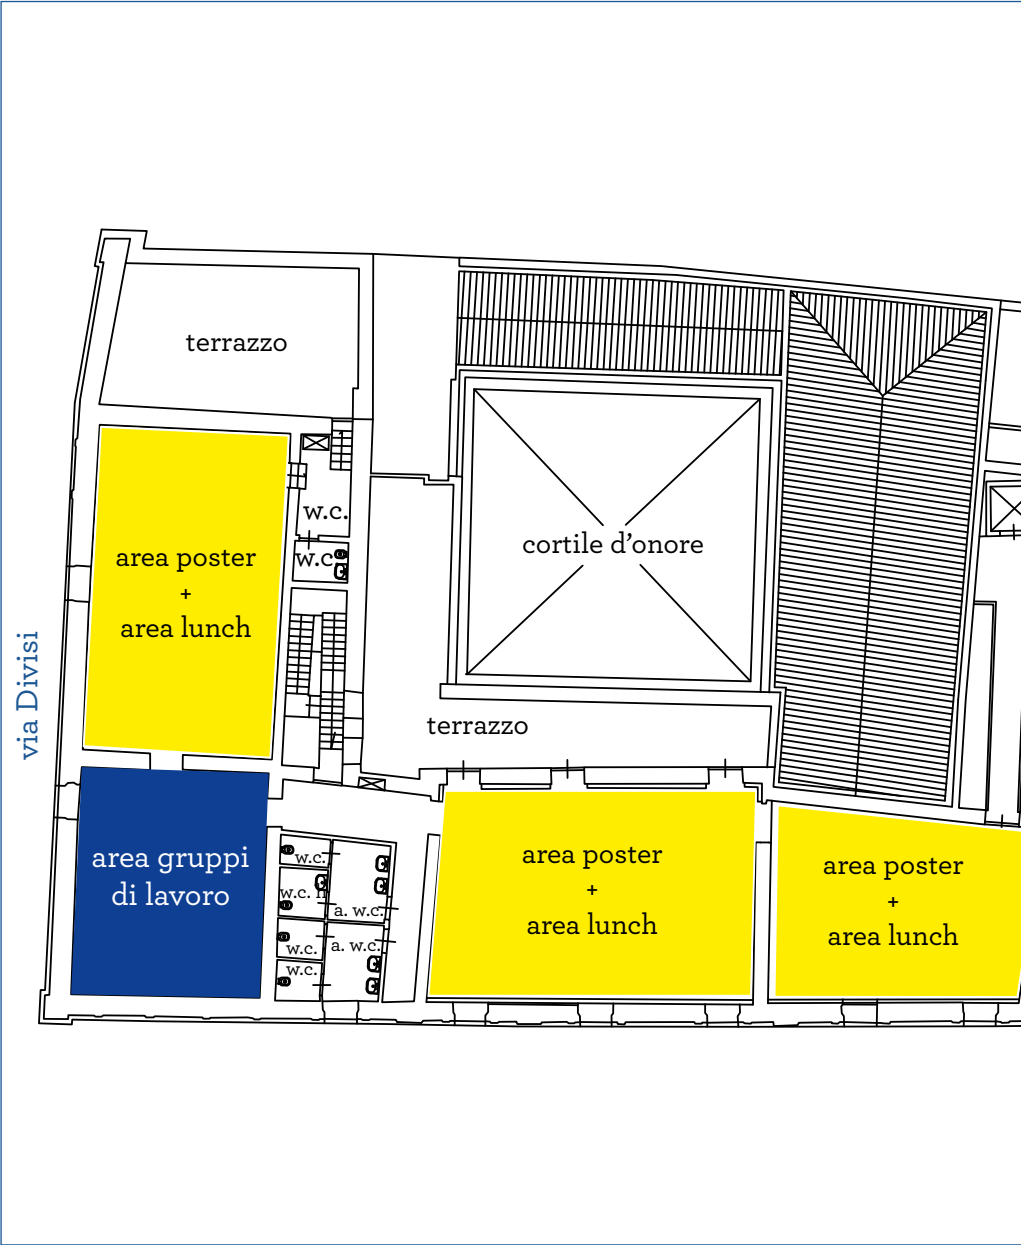 terrazzo
w.c.
w.c.
cortile d'onore
area poster
+
area lunch
via Divisi
terrazzo
area gruppi
di lavoro
w.c.
w.c. h
a. w.c.
w.c.
a. w.c.
w.c.
area poster
+
area lunch
area poster
+
area lunch